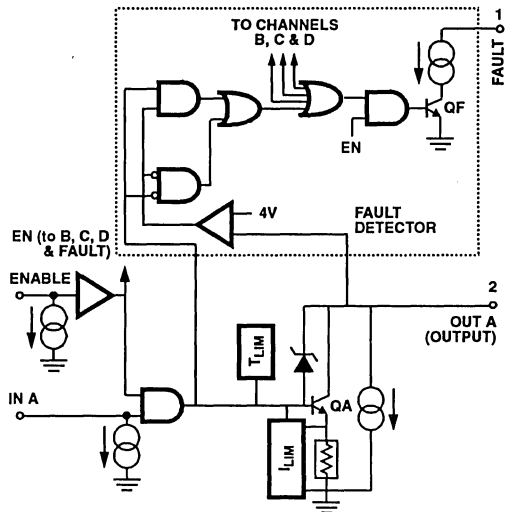 TO CHANNELS
B, C & D
1
FAULT
QF
EN
4V
FAULT
DETECTOR
EN (to B, C, D
& FAULT)
ENABLE
2
OUT A
(OUTPUT)
TLIM
IN A
QA
ILIM